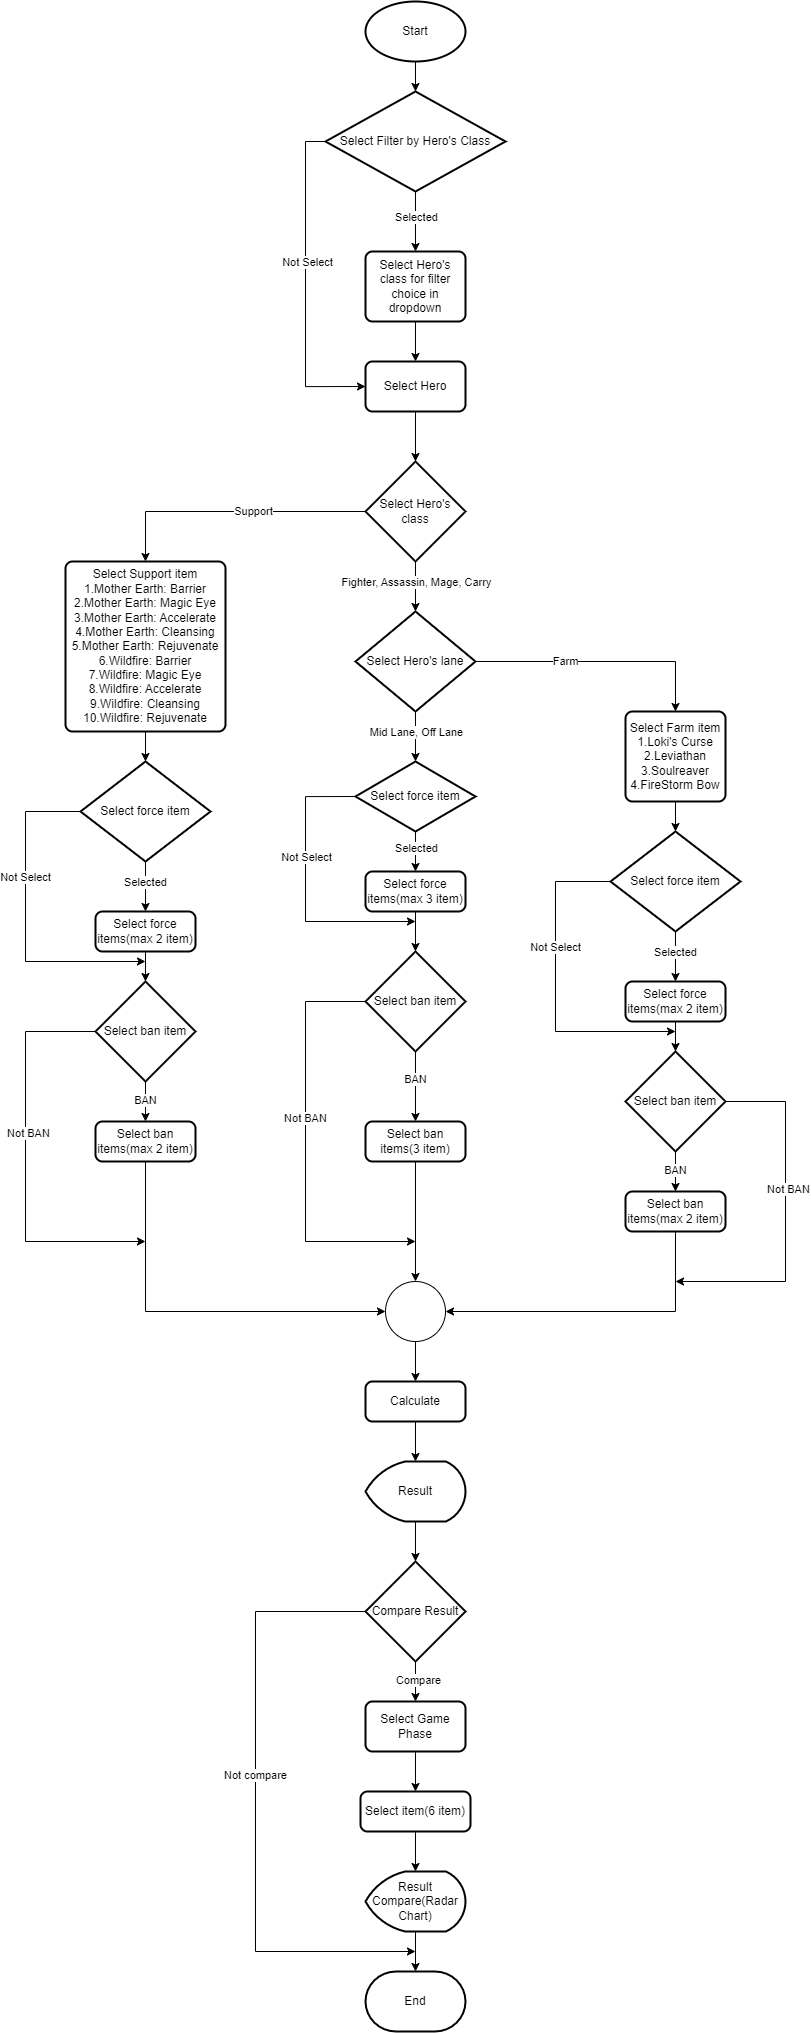 Start
Select Filter by Hero's Class
Selected
Not Select
Select Hero's
class for filter
choice in
dropdown
Select Hero
Select Hero's
class
Support
Fighter, Assassin, Mage, Carry
Select Support item
1.Mother Earth: Barrier
2.Mother Earth: Magic Eye
3.Mother Earth: Accelerate
4.Mother Earth: Cleansing
5.Mother Earth: Rejuvenate
6.Wildfire: Barrier
7.Wildfire: Magic Eye
8.Wildfire: Accelerate
9.Wildfire: Cleansing
10.Wildfire: Rejuvenate
Select force item
Not Select
Selected
Select force
items(max 2 item)
Select ban item
BAN
Not BAN
Select ban
items(max 2 item)
Select Hero's lane
Farm
Mid Lane, Off Lane
Select force item
Selected
Not Select
Select force
items(max 3 item)
Select ban item
BAN
Not BAN
Select ban
items(3 item)
Select Farm item
1.Loki's Curse
2.Leviathan
3.Soulreaver
4.FireStorm Bow
Select force item
Not Select
Selected
Select force
items(max 2 item)
Select ban item
BAN
Not BAN
Select ban
items(max 2 item)
Calculate
Result
Compare Result
Compare
Select Game
Phase
Not compare
Select item(6 item)
Result
Compare(Radar
Chart)
End